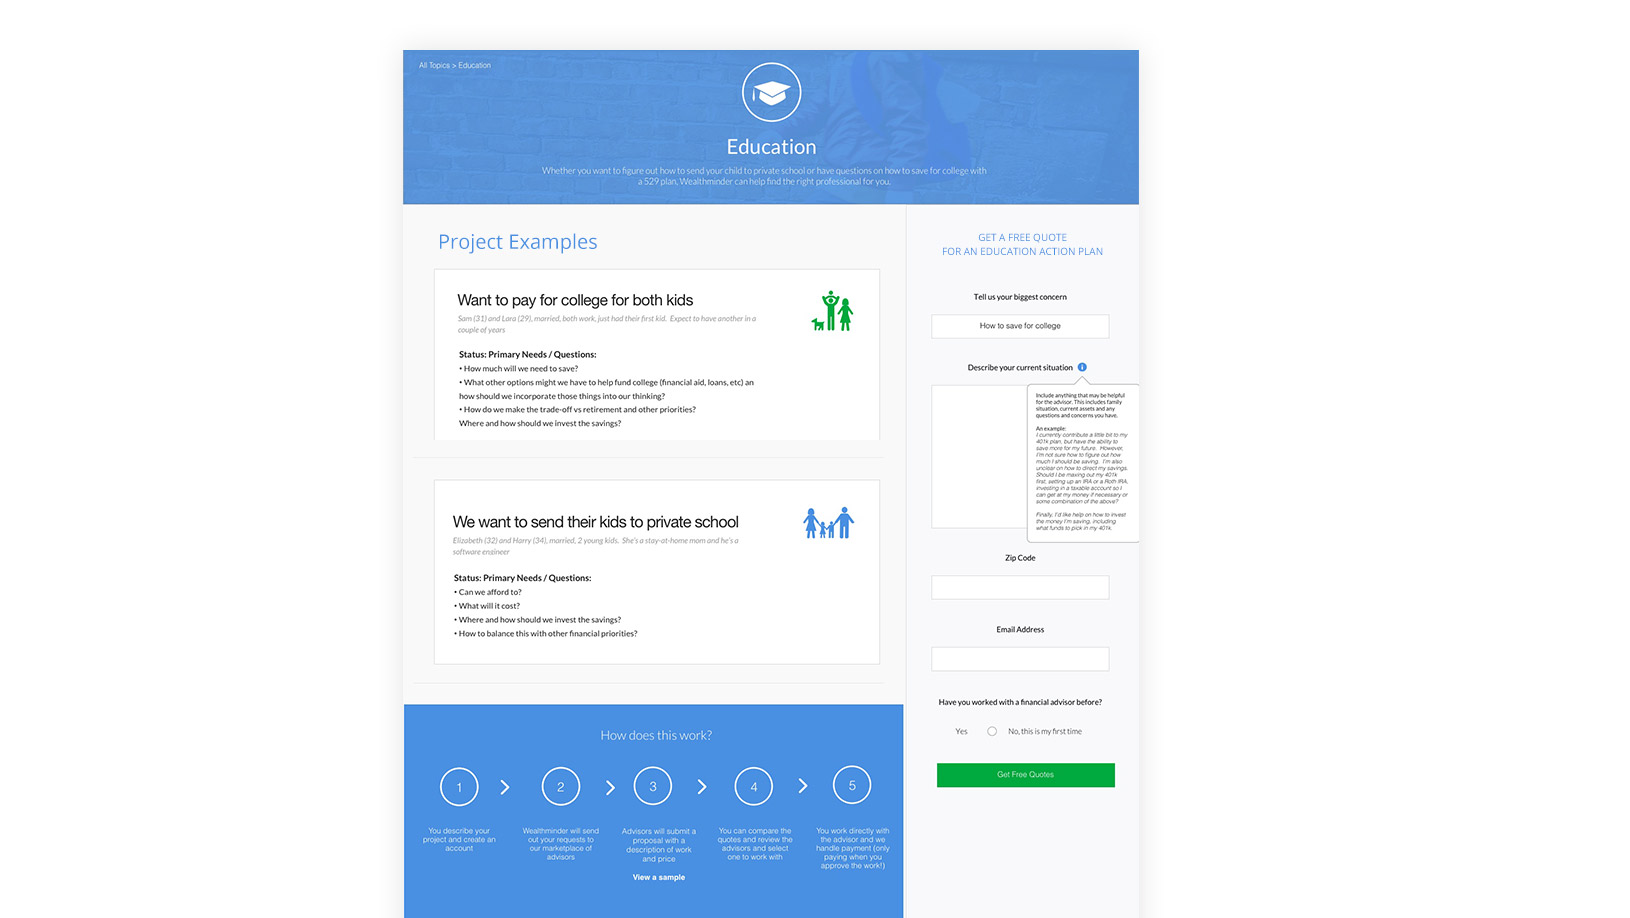 All Topics > Education
Education
Whether you want to figure out how to send your child to private school or have questions on how to save for college with
a 529 plan, Wealthminder can help find the right professional for you.
Project Examples
Want to pay for college for both kids
Sam (31) and Lara (29), married, both work, just had their first kid. Expect to have another in a
couple of years
Status: Primary Needs / Questions:
• How much will we need to save?
• What other options might we have to help fund college (financial aid, loans, etc) an
how should we incorporate those things into our thinking?
• How do we make the trade-off vs retirement and other priorities?
Where and how should we invest the savings?
We want to send their kids to private school
Elizabeth (32) and Harry (34), married, 2 young kids. She's a stay-at-home mom and he's a
software engineer
Status: Primary Needs / Questions:
• Can we afford to?
• What will it cost?
• Where and how should we invest the savings?
• How to balance this with other financial priorities?
How does this work?
1
2
3
4
5
You describe your
project and create an
account
Wealthminder will send
out your requests to
our marketplace of
advisors
Advisors will submit a
proposal with a
description of work
and price
View a sample
You can compare the
quotes and review the
advisors and select
one to work with
You work directly with
the advisor and we
handle payment (only
paying when you
approve the work!)
GET A FREE QUOTE
FOR AN EDUCATION ACTION PLAN
Tell us your biggest concern
How to save for college
Describe your current situation
i
Include anything that may be helpful
for the advisor. This includes family
situation, current assets and any
questions and concerns you have.
An example:
I currently contribute a little bit to my
401k plan, but have the ability to
save more for my future. However,
I'm not sure how to figure out how
much I should be saving. I'm also
unclear on how to direct my savings.
Should I be maxing out my 401k
first, setting up an IRA or a Roth IRA,
investing in a taxable account so I
can get at my money if necessary or
some combination of the above?
Finally, I'd like help on how to invest
the money I'm saving, including
what funds to pick in my 401k.
Zip Code
Email Address
Have you worked with a financial advisor before?
Yes
No, this is my first time
Get Free Quotes